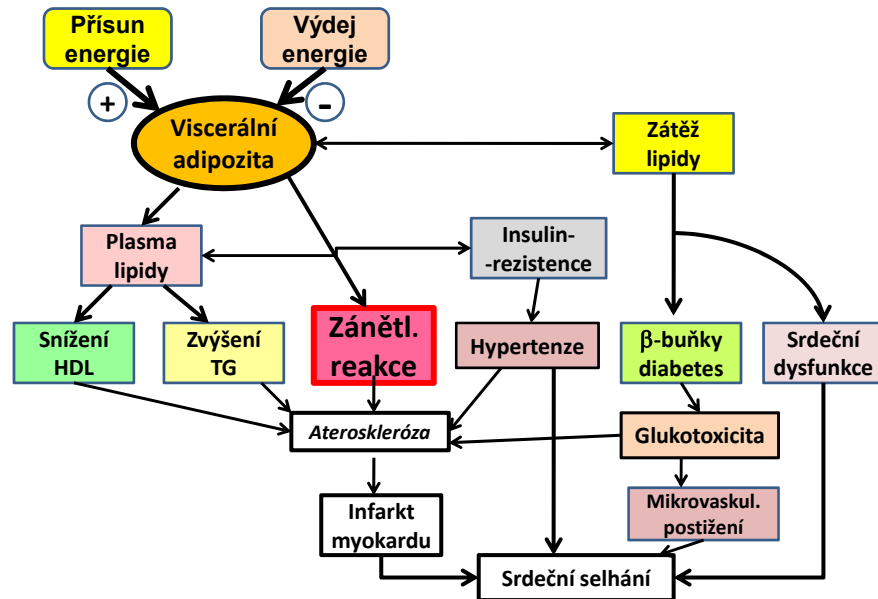 Přísun
energie
Výdej
energie
+
-
Viscerální
adipozita
Zátěž
lipidy
Plasma
lipidy
Insulin-
-rezistence
Snížení
HDL
Zvýšení
TG
Zánětl.
reakce
Hypertenze
β-buňky
diabetes
Srdeční
dysfunkce
Ateroskleróza
Glukotoxicita
Infarkt
myokardu
Mikrovaskul.
postižení
Srdeční selhání